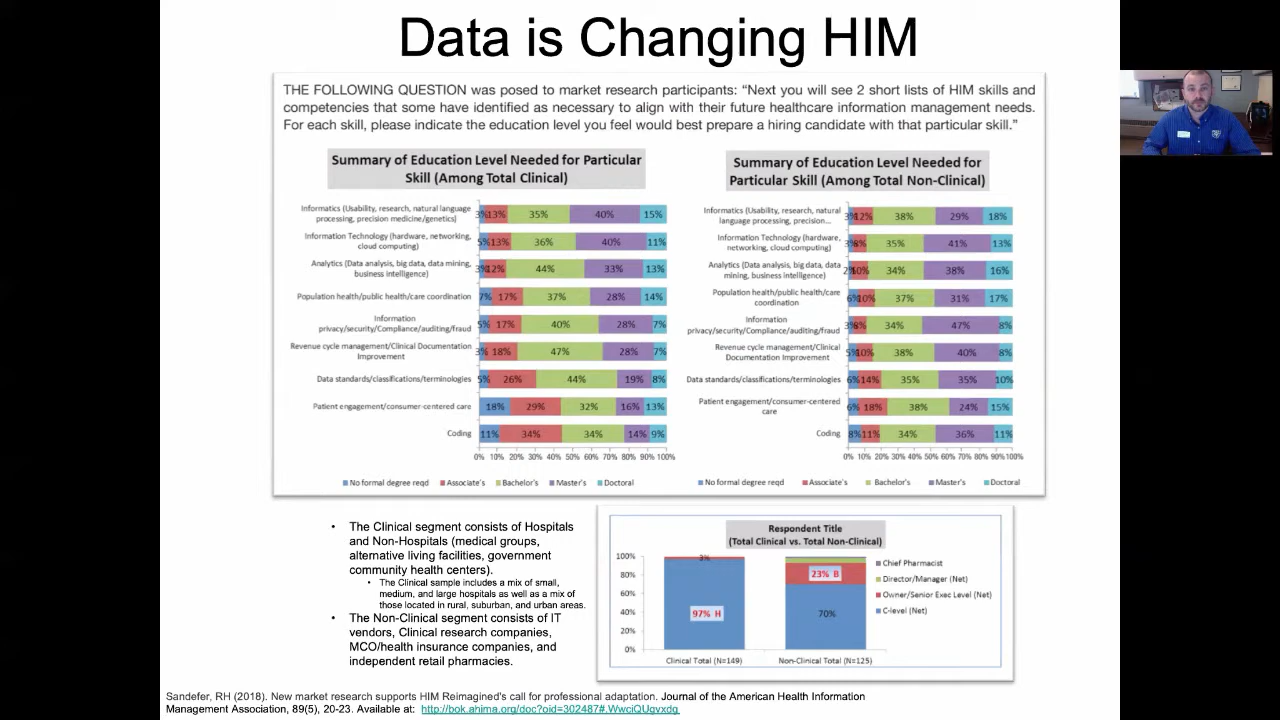 Data is Changing HIM
THE FOLLOWING QUESTION was posed to market research participants: “Next you will see 2 short lists of HIM skills and
competencies that some have identified as necessary to align with their future healthcare information management needs.
For each skill, please indicate the education level you feel would best prepare a hiring candidate with that particular skill.”
Summary of Education Level Needed for Particular
Skill (Among Total Clinical)
Informatics (Usability, research, natural language
processing, precision medicine/genetics)
3% 13% 35% 40% 15%
Information Technology (hardware, networking,
cloud computing)
5% 13% 36% 40% 11%
Analytics (Data analysis, big data, data mining,
business intelligence)
3% 12% 44% 33% 13%
Population health/public health/care coordination
7% 17% 37% 28% 14%
Information
privacy/security/Compliance/auditing/fraud
5% 17% 40% 28% 7%
Revenue cycle management/Clinical Documentation
Improvement
3% 18% 47% 28% 7%
Data standards/classifications/terminologies
5% 26% 44% 19% 8%
Patient engagement/consumer-centered care
18% 29% 32% 16% 13%
Coding
11% 34% 34% 14% 9%
0% 10% 20% 30% 40% 50% 60% 70% 80% 90% 100%
No formal degree reqd Associate's Bachelor's Master's Doctoral
Summary of Education Level Needed for
Particular Skill (Among Total Non-Clinical)
Informatics (Usability, research, natural
language processing, precision...
3% 12% 38% 29% 18%
Information Technology (hardware,
networking, cloud computing)
3% 8% 35% 41% 13%
Analytics (Data analysis, big data, data
mining, business intelligence)
2% 10% 34% 38% 16%
Population health/public health/care
coordination
6% 10% 37% 31% 17%
Information
privacy/security/Compliance/auditing/fraud
3% 8% 34% 47% 8%
Revenue cycle management/Clinical
Documentation Improvement
5% 10% 38% 40% 8%
Data standards/classifications/terminologies
6% 14% 35% 35% 10%
Patient engagement/consumer-centered
care
6% 18% 38% 24% 15%
Coding
8% 11% 34% 36% 11%
0% 10% 20% 30% 40% 50% 60% 70% 80% 90% 100%
No formal degree reqd Associate's Bachelor's Master's Doctoral
• The Clinical segment consists of Hospitals
and Non-Hospitals (medical groups,
alternative living facilities, government
community health centers).
• The Clinical sample includes a mix of small,
medium, and large hospitals as well as a mix of
those located in rural, suburban, and urban areas.
• The Non-Clinical segment consists of IT
vendors, Clinical research companies,
MCO/health insurance companies, and
independent retail pharmacies.
Respondent Title
(Total Clinical vs. Total Non-Clinical)
100%
80%
60%
40%
20%
0%
3%
97% H
23% B
70%
Clinical Total (N=149) Non-Clinical Total (N=125)
Chief Pharmacist
Director/Manager (Net)
Owner/Senior Exec Level (Net)
C-level (Net)
Sandefer, RH (2018). New market research supports HIM Reimagined's call for professional adaptation. Journal of the American Health Information
Management Association, 89(5), 20-23. Available at: http://bok.ahima.org/doc?oid=302487#.WwciQUgvxdg